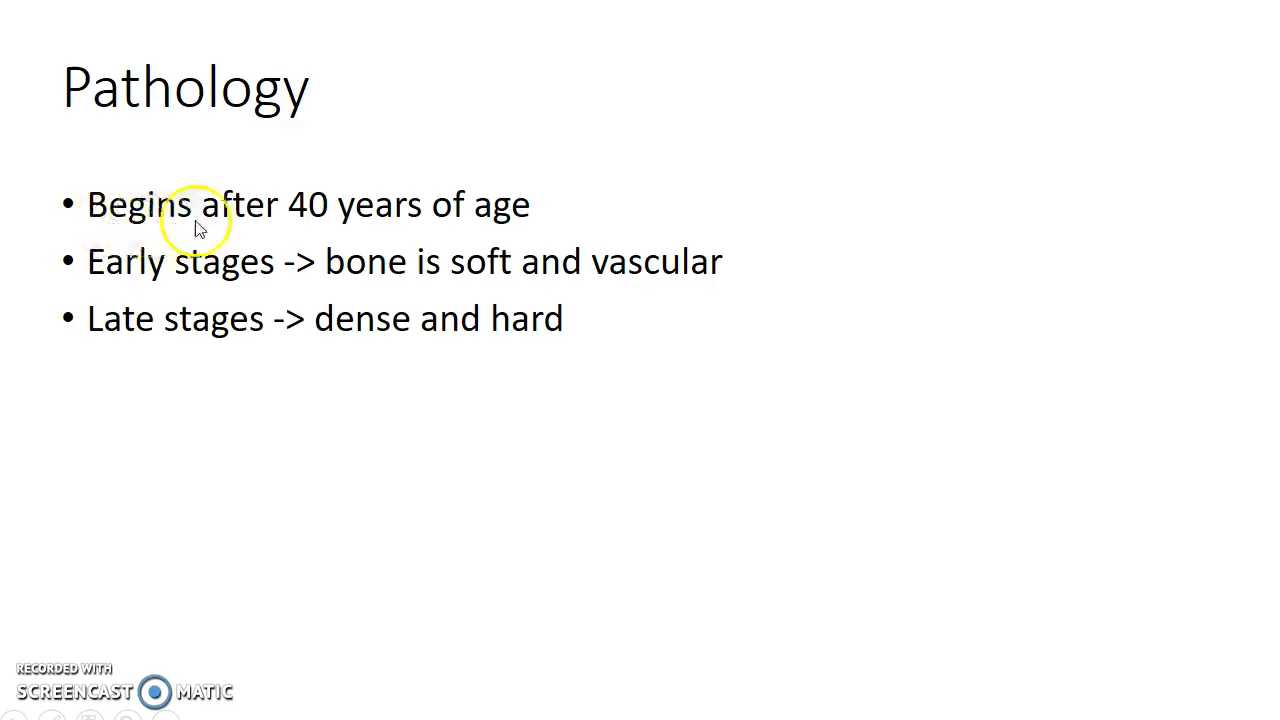 Pathology
• Begins after 40 years of age
• Early stages -> bone is soft and vascular
• Late stages -> dense and hard
RECORDED WITH
SCREENCAST MATIC